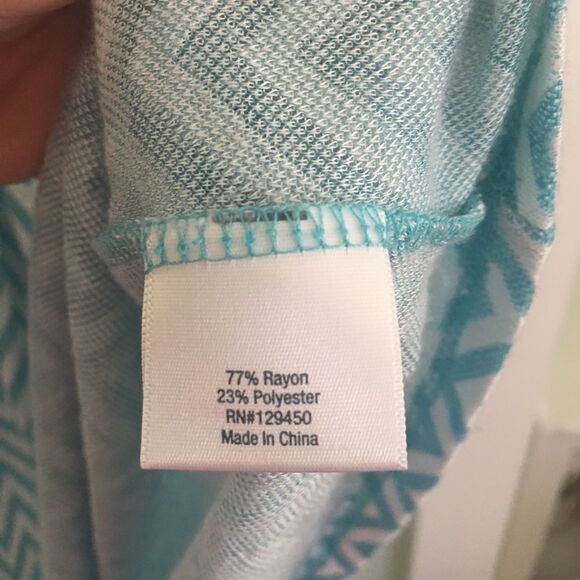 77% Rayon
23% Polyester
RN#129450
Made In China